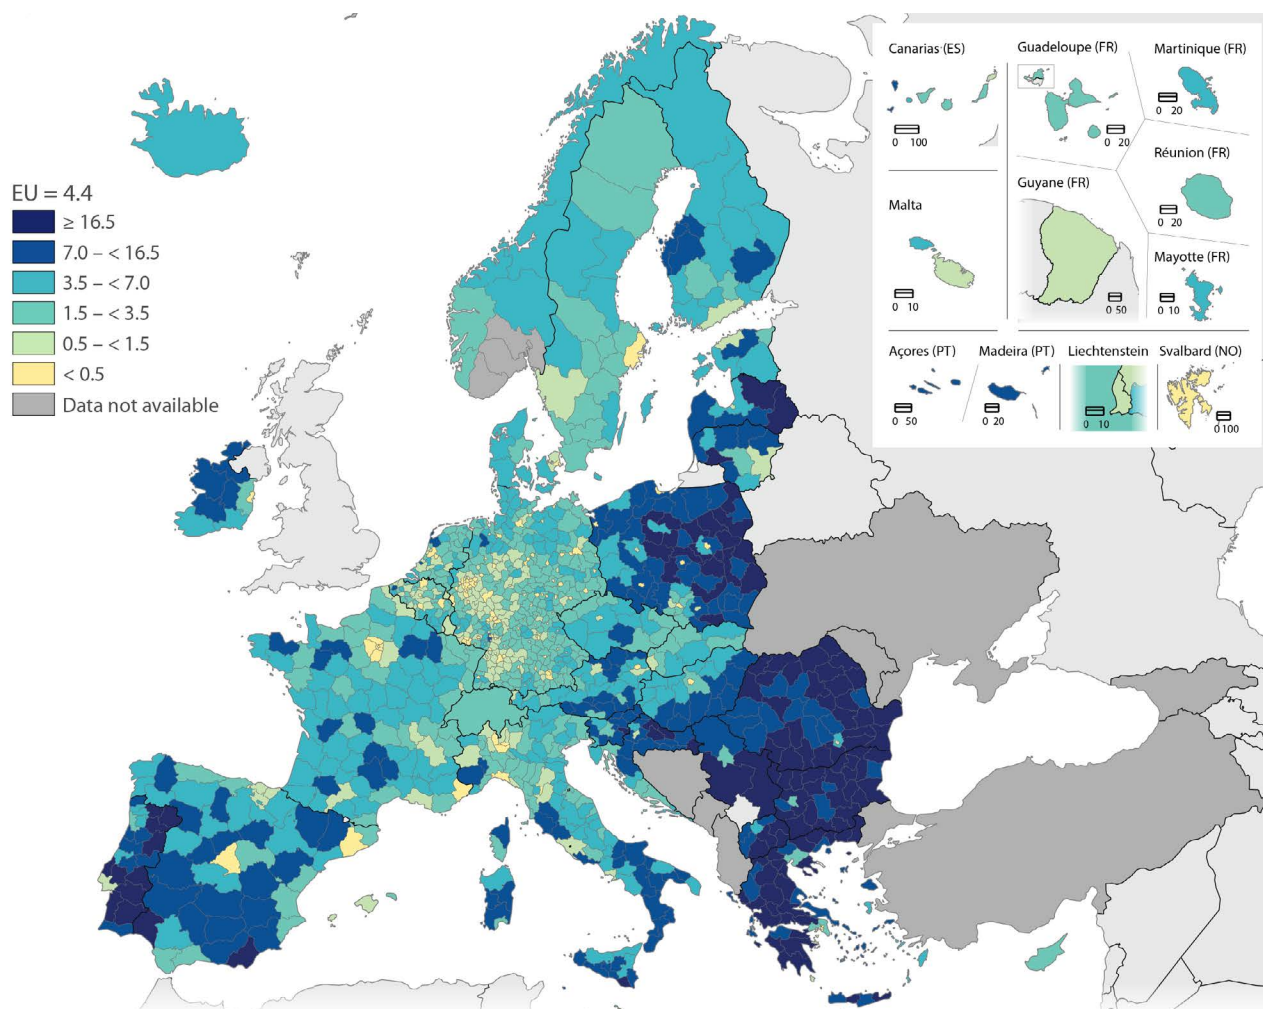 EU = 4.4
≥ 16.5
7.0 – < 16.5
3.5 – < 7.0
1.5 – < 3.5
0.5 – < 1.5
< 0.5
Data not available
Canarias (ES)
0 100
Guadeloupe (FR)
0 20
Martinique (FR)
0 20
Réunion (FR)
0 20
Malta
0 10
Guyane (FR)
0 50
Mayotte (FR)
0 10
Açores (PT)
0 50
Madeira (PT)
0 20
Liechtenstein
0 10
Svalbard (NO)
0 100